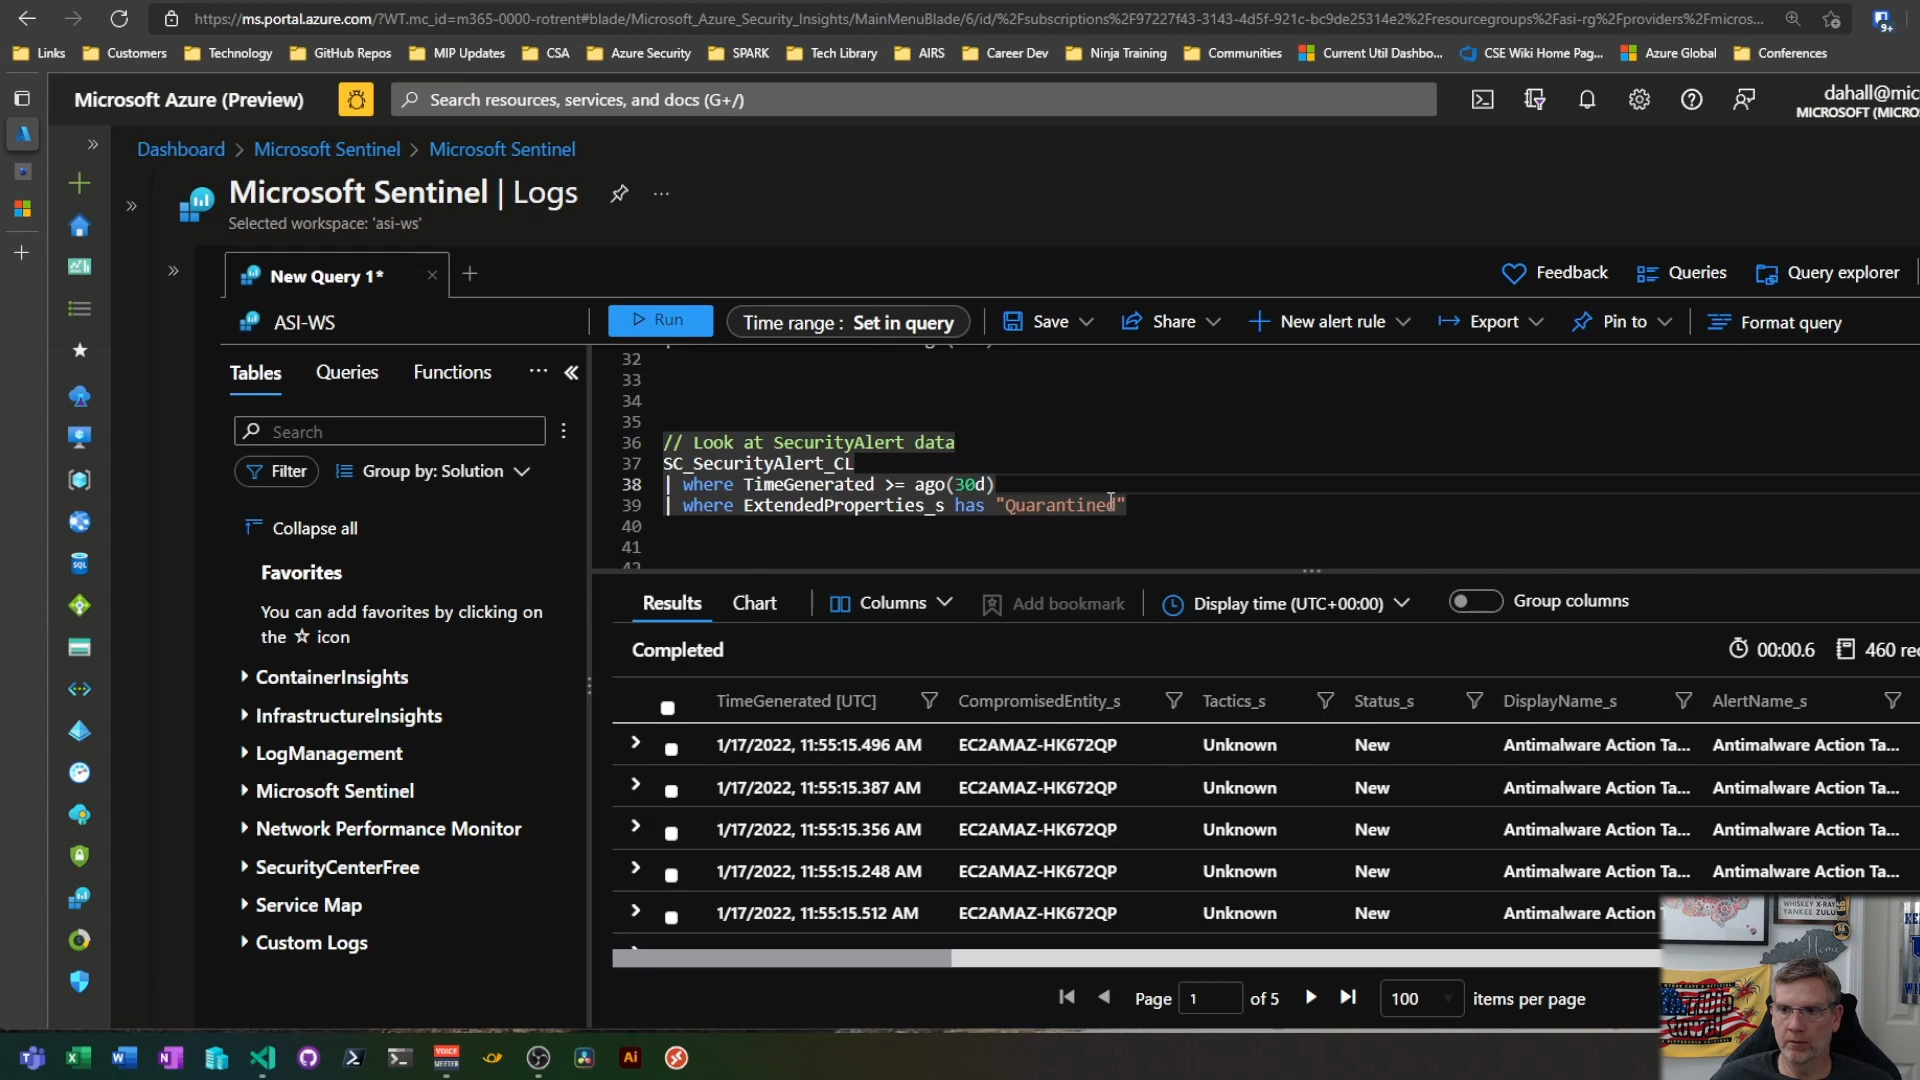 https://ms.portal.azure.com/?WT.mc_id=m365-0000-rotrent#blade/Microsoft_Azure_Security_Insights/MainMenuBlade/6/id/%2Fsubscriptions%2F97227f43-3143-4d5f-921c-bc9de25314e2%2Fresourcegroups%2Fasi-rg%2Fproviders%2Fmicros...
9+
Links Customers Technology GitHub Repos MIP Updates CSA Azure Security SPARK Tech Library AIRS Career Dev Ninja Training Communities Current Util Dashbo... CSE Wiki Home Pag... Azure Global Conferences
Microsoft Azure (Preview) Search resources, services, and docs (G+/) dahall@mic
MICROSOFT (MICRO
Dashboard > Microsoft Sentinel > Microsoft Sentinel
Microsoft Sentinel | Logs
Selected workspace: 'asi-ws'
New Query 1* Feedback Queries Query explorer
ASI-WS Run Time range : Set in query Save Share New alert rule Export Pin to Format query
Tables Queries Functions
Search
Filter Group by: Solution
Collapse all
Favorites
You can add favorites by clicking on
the ☆ icon
ContainerInsights
InfrastructureInsights
LogManagement
Microsoft Sentinel
Network Performance Monitor
SecurityCenterFree
Service Map
Custom Logs
32
33
34
35
36 // Look at SecurityAlert data
37 SC_SecurityAlert_CL
38 | where TimeGenerated >= ago(30d)
39 | where ExtendedProperties_s has "Quarantined"
40
41
42
Results Chart Columns Add bookmark Display time (UTC+00:00) Group columns
Completed 00:00.6 460 rec
TimeGenerated [UTC] CompromisedEntity_s Tactics_s Status_s DisplayName_s AlertName_s
1/17/2022, 11:55:15.496 AM EC2AMAZ-HK672QP Unknown New Antimalware Action Ta... Antimalware Action Ta...
1/17/2022, 11:55:15.387 AM EC2AMAZ-HK672QP Unknown New Antimalware Action Ta... Antimalware Action Ta...
1/17/2022, 11:55:15.356 AM EC2AMAZ-HK672QP Unknown New Antimalware Action Ta... Antimalware Action Ta...
1/17/2022, 11:55:15.248 AM EC2AMAZ-HK672QP Unknown New Antimalware Action Ta... Antimalware Action Ta...
1/17/2022, 11:55:15.512 AM EC2AMAZ-HK672QP Unknown New Antimalware Action
Page 1 of 5 100 items per page
WHISKEY X-RAY
YANKEE ZULU
Home
SQL
VOICE
MEETER
Ai